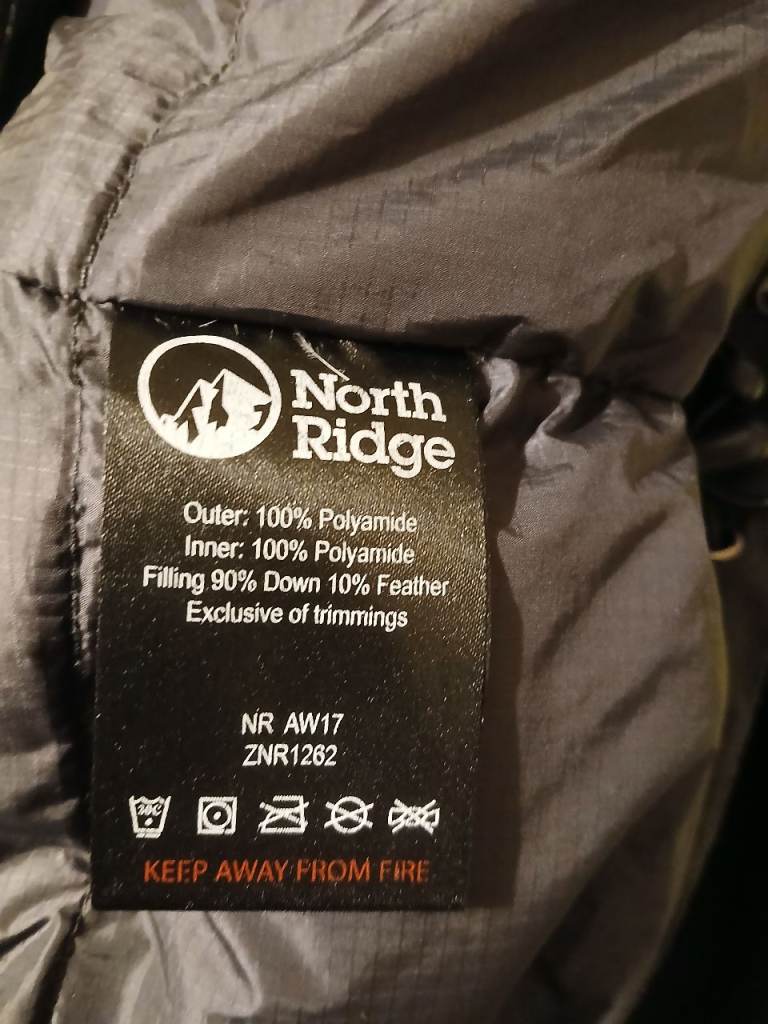 North
Ridge
Outer: 100% Polyamide
Inner: 100% Polyamide
Filling 90% Down 10% Feather
Exclusive of trimmings
NR AW17
ZNR1262
30C
KEEP AWAY FROM FIRE